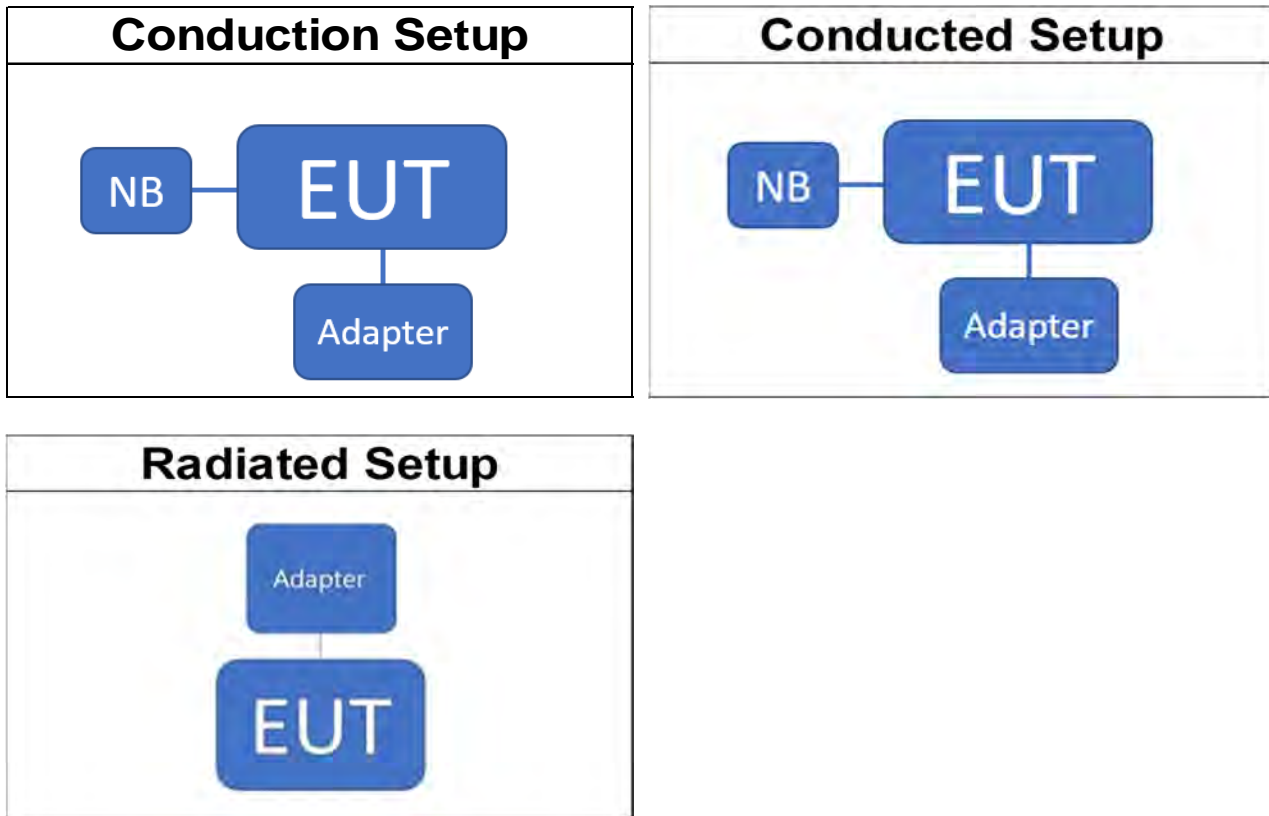 Conduction Setup
NB
EUT
Adapter
Conducted Setup
NB
EUT
Adapter
Radiated Setup
Adapter
EUT